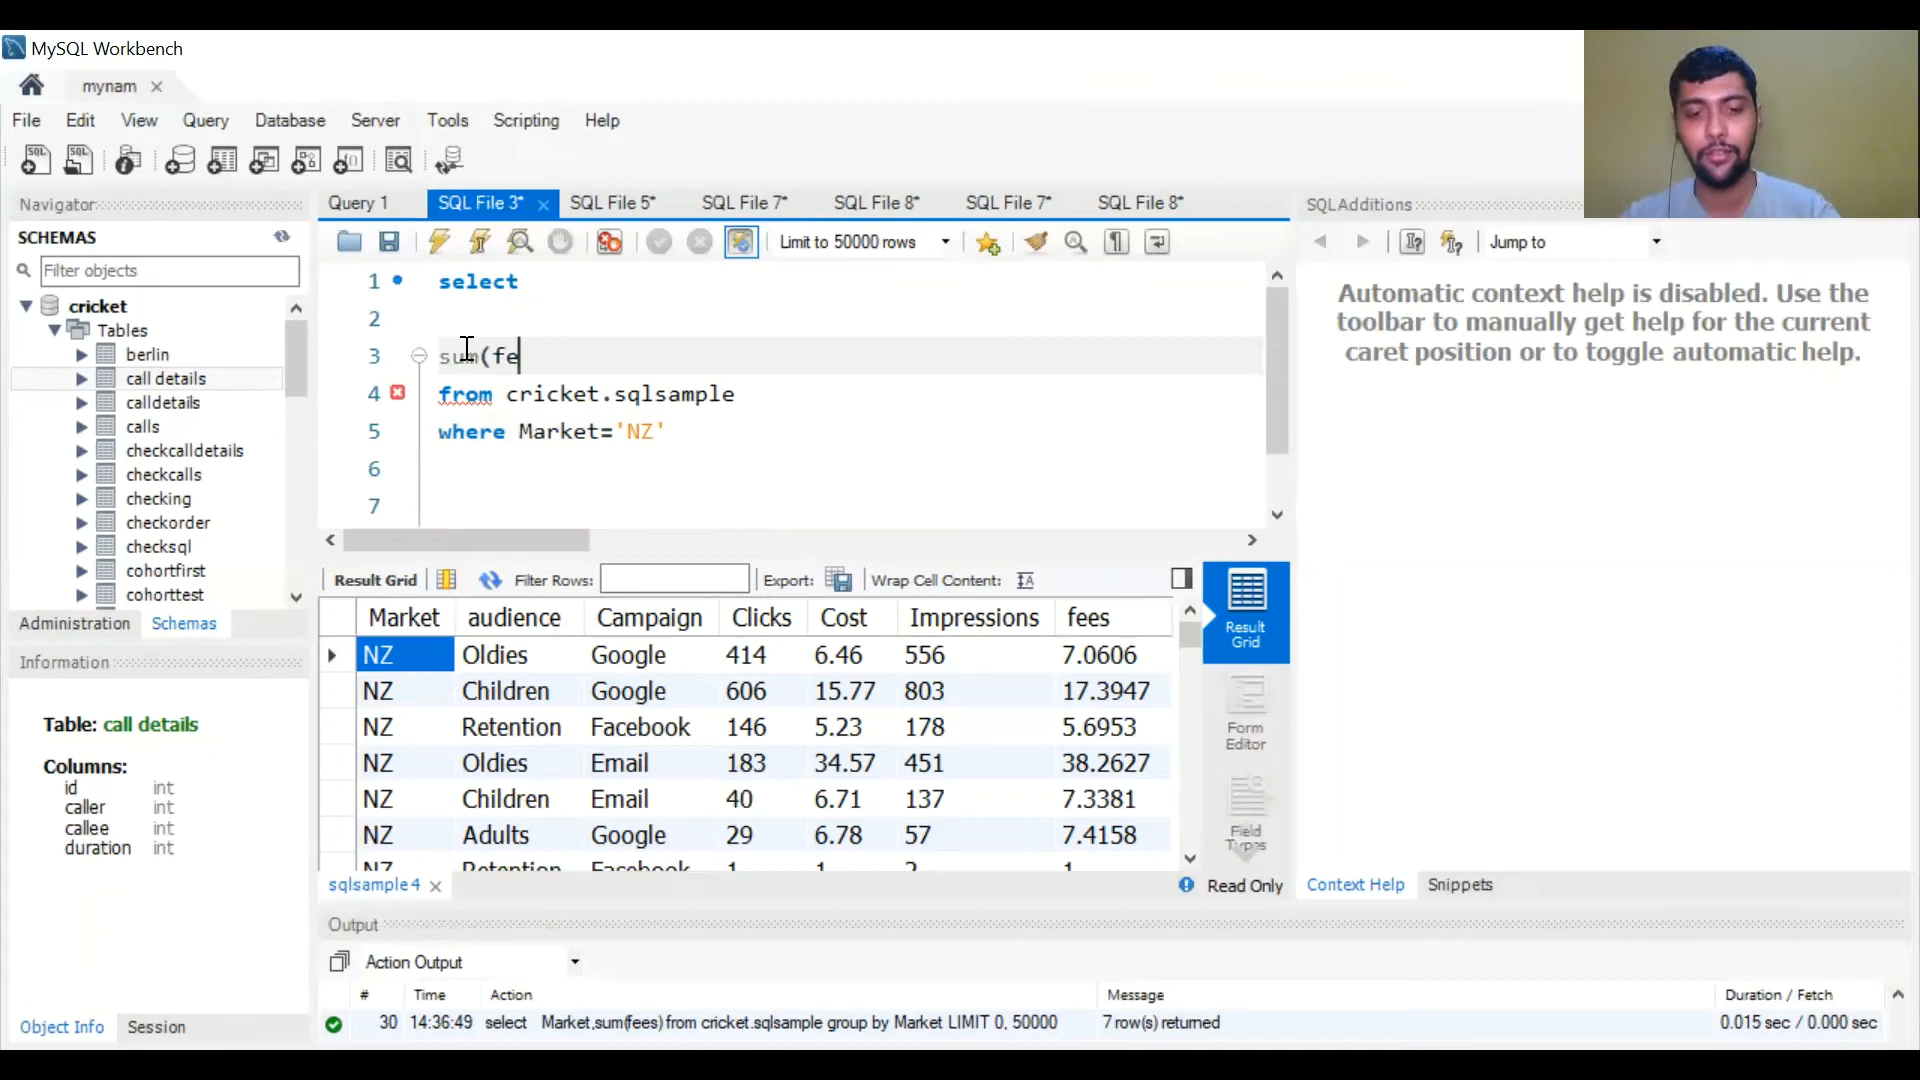 MySQL Workbench
mynam
File Edit View Query Database Server Tools Scripting Help
Navigator
SCHEMAS
Filter objects
cricket
Tables
berlin
call details
calldetails
calls
checkcalldetails
checkcalls
checking
checkorder
checksql
cohortfirst
cohorttest
Administration Schemas
Information
Table: call details
Columns:
id int
caller int
callee int
duration int
Object Info Session
Query 1 SQL File 3* SQL File 5* SQL File 7* SQL File 8* SQL File 7* SQL File 8*
Limit to 50000 rows
1 select
2
3 sum(fe
4 from cricket.sqlsample
5 where Market='NZ'
6
7
Result Grid Filter Rows: Export: Wrap Cell Content:
Market audience Campaign Clicks Cost Impressions fees
NZ Oldies Google 414 6.46 556 7.0606
NZ Children Google 606 15.77 803 17.3947
NZ Retention Facebook 146 5.23 178 5.6953
NZ Oldies Email 183 34.57 451 38.2627
NZ Children Email 40 6.71 137 7.3381
NZ Adults Google 29 6.78 57 7.4158
NZ Retention Facebook 1 1 2 1
Result
Grid
Form
Editor
Field
Types
sqlsample 4
Read Only
SQLAdditions
Jump to
Automatic context help is disabled. Use the
toolbar to manually get help for the current
caret position or to toggle automatic help.
Context Help Snippets
Output
Action Output
# Time Action Message Duration / Fetch
30 14:36:49 select Market,sum(fees) from cricket.sqlsample group by Market LIMIT 0, 50000 7 row(s) returned 0.015 sec / 0.000 sec